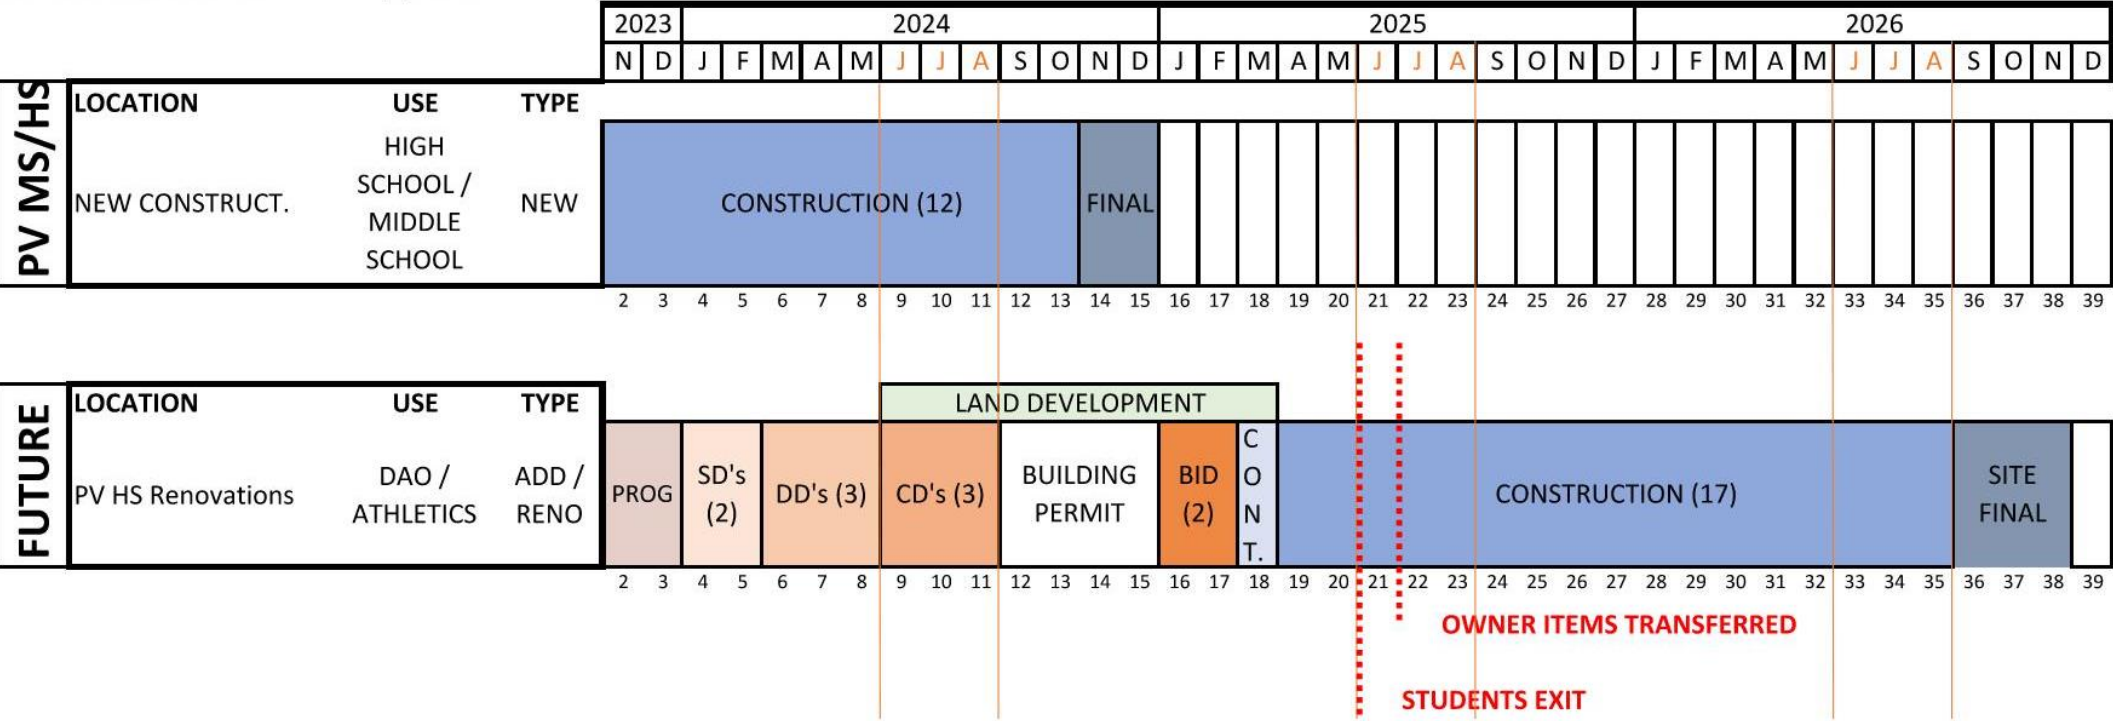 2023 2024 2025 2026
N D J F M A M J J A S O N D J F M A M J J A S O N D J F M A M J J A S O N D
PV MS/HS
LOCATION USE TYPE
NEW CONSTRUCT.
HIGH
SCHOOL /
MIDDLE
SCHOOL
NEW
CONSTRUCTION (12)
FINAL
2 3 4 5 6 7 8 9 10 11 12 13 14 15 16 17 18 19 20 21 22 23 24 25 26 27 28 29 30 31 32 33 34 35 36 37 38 39
FUTURE
LOCATION USE TYPE
LAND DEVELOPMENT
PV HS Renovations
DAO /
ATHLETICS
ADD /
RENO
PROG
SD's
(2)
DD's (3)
CD's (3)
BUILDING
PERMIT
BID
(2)
C
O
N
T.
CONSTRUCTION (17)
SITE
FINAL
2 3 4 5 6 7 8 9 10 11 12 13 14 15 16 17 18 19 20 21 22 23 24 25 26 27 28 29 30 31 32 33 34 35 36 37 38 39
OWNER ITEMS TRANSFERRED
STUDENTS EXIT